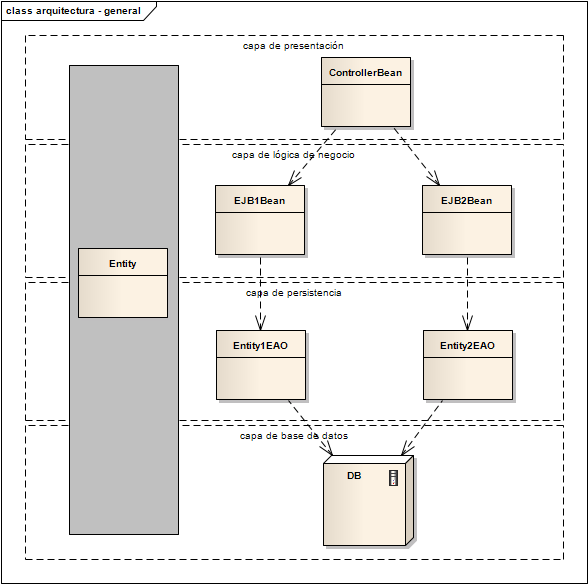 class arquitectura - general
capa de presentación
ControllerBean
capa de lógica de negocio
EJB1Bean
EJB2Bean
Entity
capa de persistencia
Entity1EAO
Entity2EAO
capa de base de datos
DB